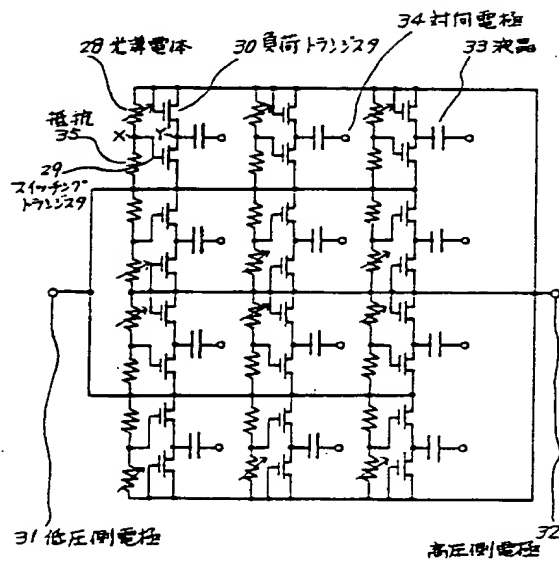 34 対向電極
28 光導電体
30 負荷トランジスタ
33 液晶
抵抗
35
X
Y
29
スイッチング
トランジスタ
31 低圧側電極
32
高圧側電極